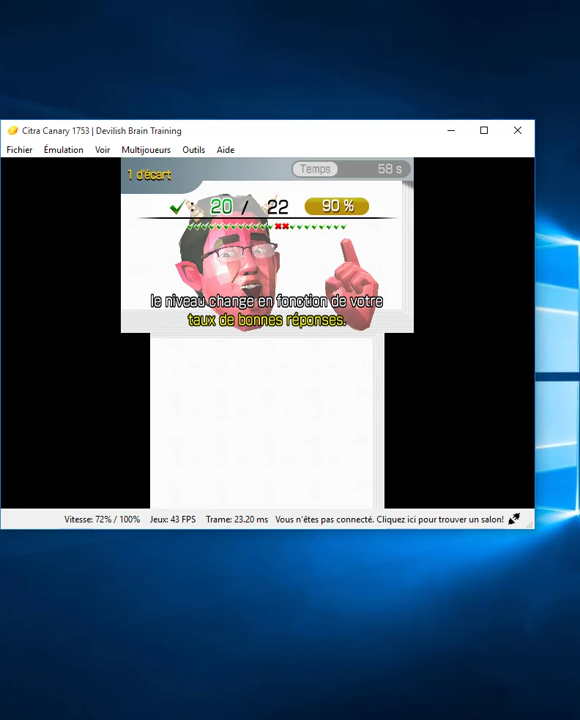 Citra Canary 1753 | Devilish Brain Training
Fichier Émulation Voir Multijoueurs Outils Aide
1 d'écart
Temps 58 s
: 20 / 22 90 %
le niveau change en fonction de votre
taux de bonnes réponses.
Vitesse: 72% / 100% Jeux: 43 FPS Trame: 23.20 ms Vous n'êtes pas connecté. Cliquez ici pour trouver un salon!